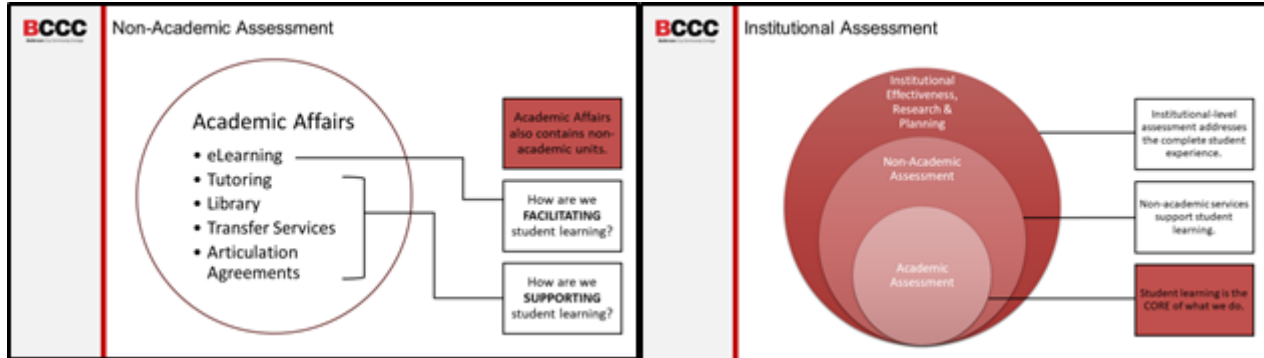 BCCC
Non-Academic Assessment
Academic Affairs
• eLearning
• Tutoring
• Library
• Transfer Services
• Articulation
Agreements
Academic Affairs
also contains non-
academic units.
How are we
FACILITATING
student learning?
How are we
SUPPORTING
student learning?
BCCC
Institutional Assessment
Institutional
Effectiveness,
Research &
Planning
Non-Academic
Assessment
Academic
Assessment
Institutional-level
assessment addresses
the complete student
experience.
Non-academic services
support student
learning.
Student learning is the
CORE of what we do.